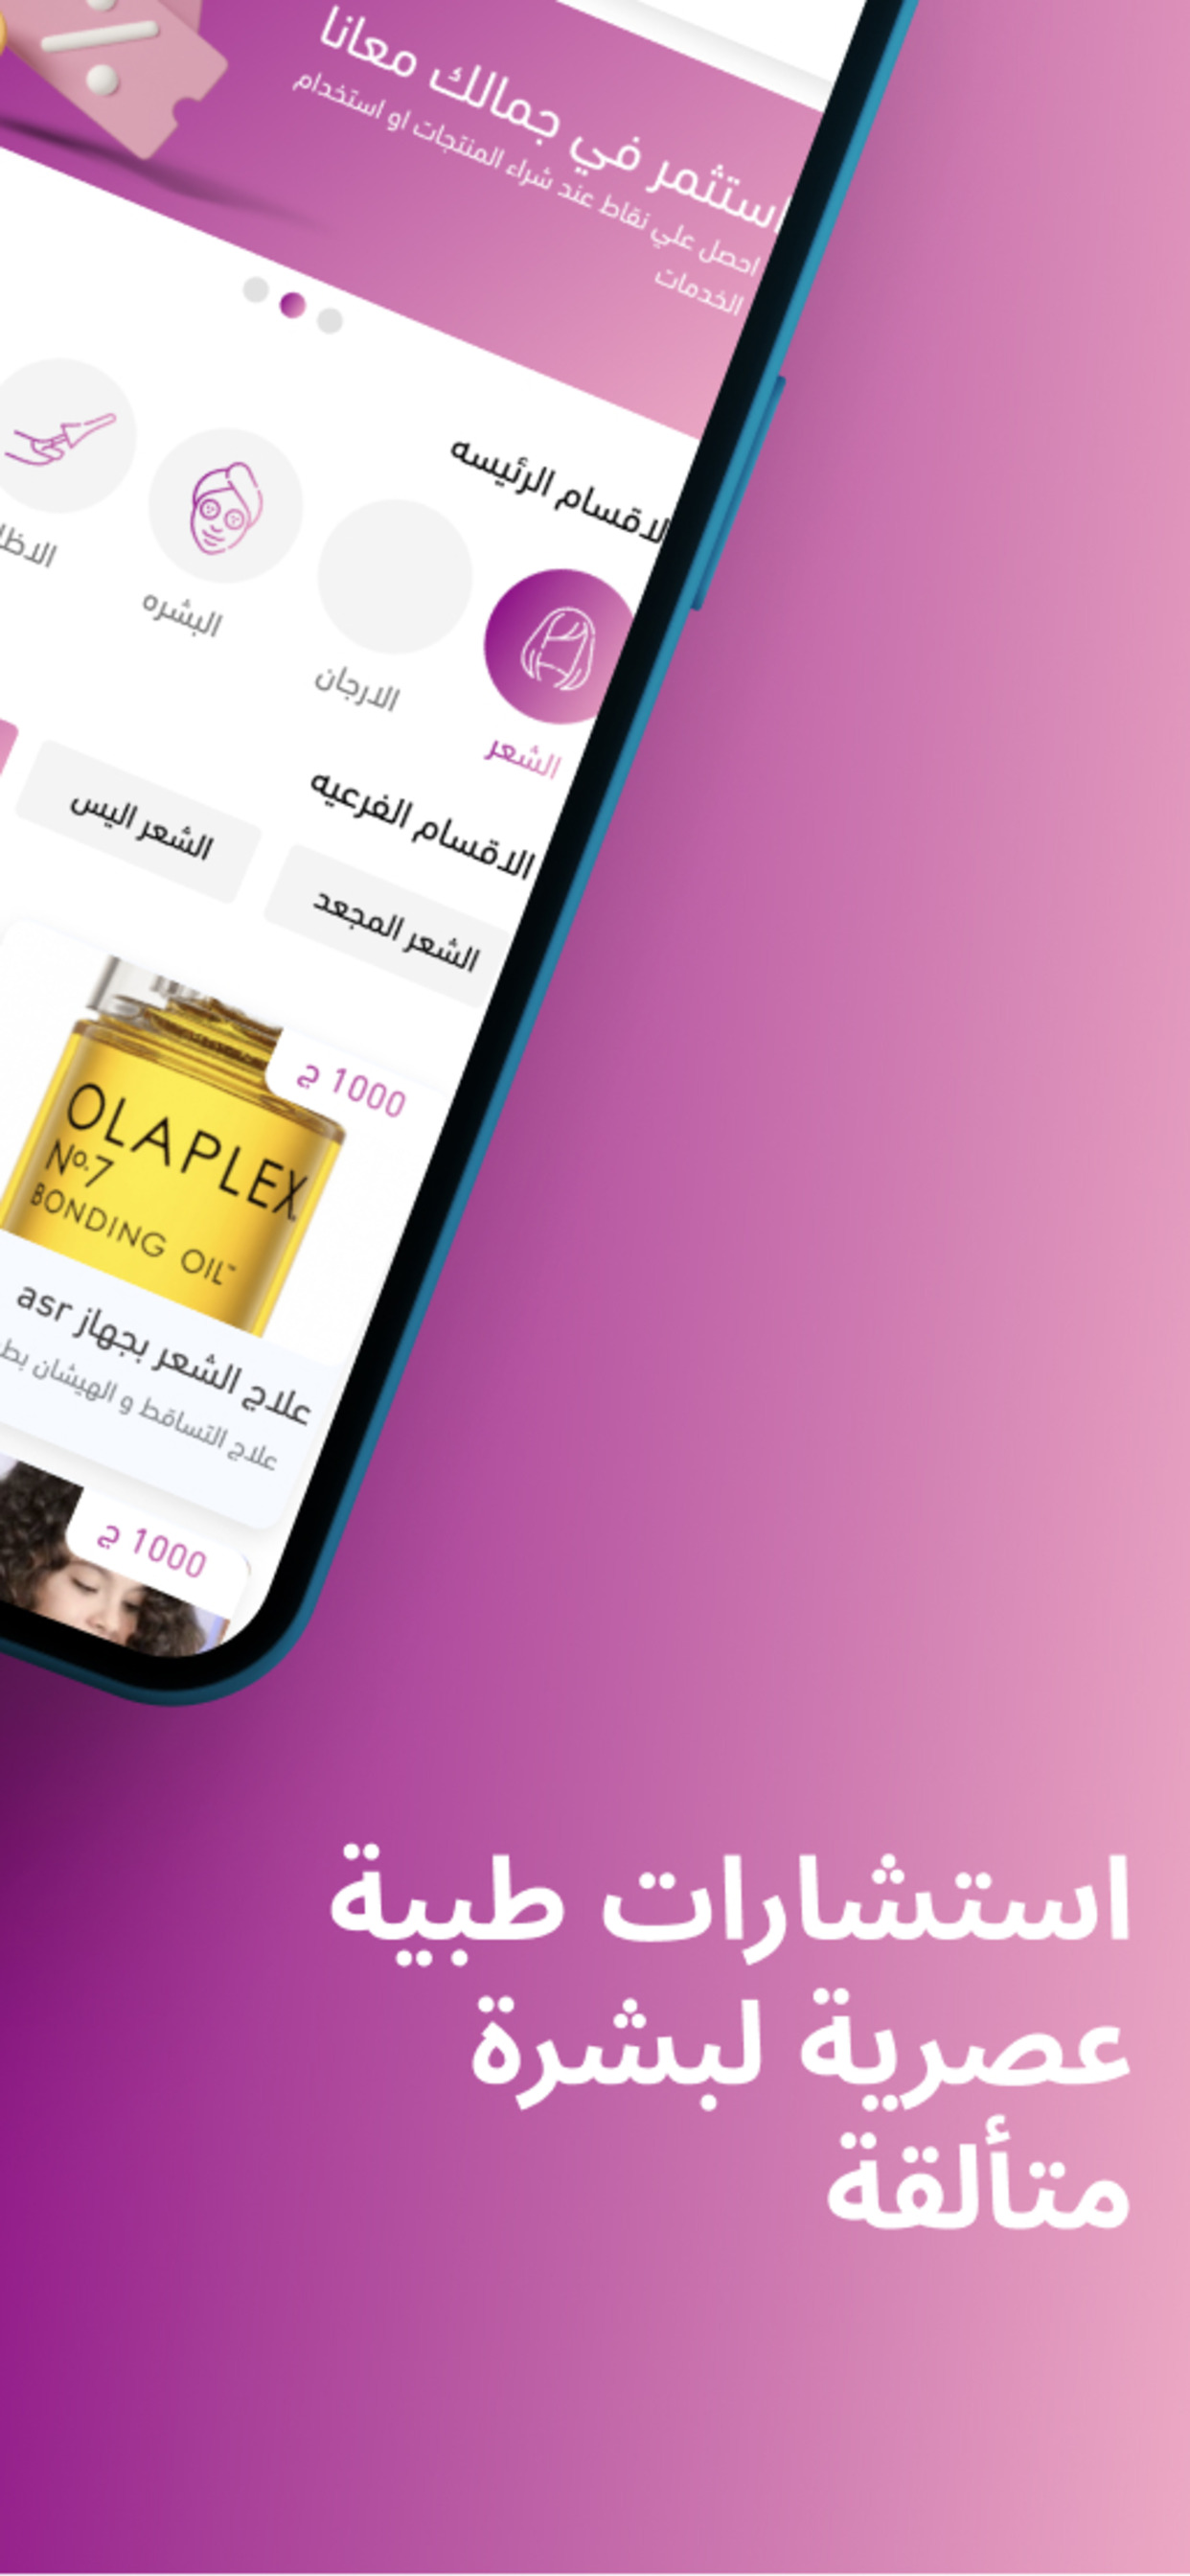 استثمر في جمالك معانا
احصل علي نقاط عند شراء المنتجات او استخدام
الخدمات
الاقسام الرئيسه
الشعر
الارجان
البشره
الاقسام الفرعيه
الشعر المجعد
الشعر اليس
1000 ج
OLAPLEX
Nº.7
BONDING OIL™
علاج الشعر بجهاز asr
علاج التساقط و الهيشان
1000 ج
استشارات طبية
عصرية لبشرة
متألقة